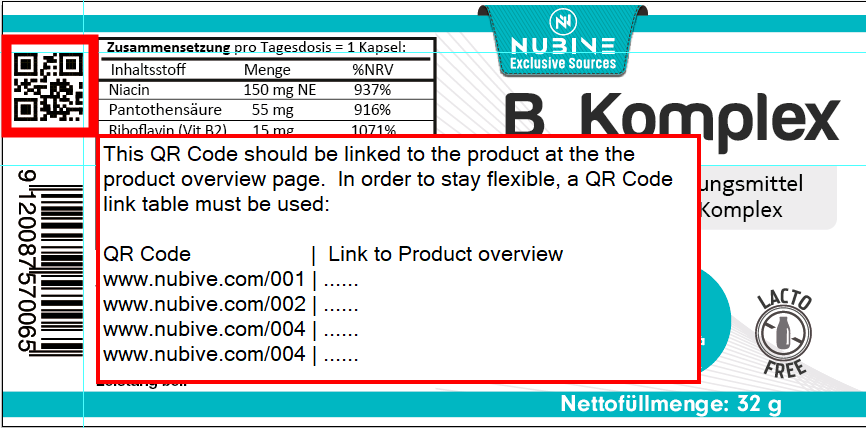 Zusammensetzung pro Tagesdosis = 1 Kapsel:
Inhaltsstoff Menge %NRV
Niacin 150 mg NE 937%
Pantothensäure 55 mg 916%
Riboflavin (Vit B2) 15 mg 1071%
NUBINE
Exclusive Sources
B Komplex
ungsmittel
Komplex
This QR Code should be linked to the product at the the
product overview page. In order to stay flexible, a QR Code
link table must be used:
QR Code | Link to Product overview
www.nubive.com/001 | ......
www.nubive.com/002 | ......
www.nubive.com/004 | ......
www.nubive.com/004 | ......
9120087570065
LACTO
FREE
Nettofüllmenge: 32 g